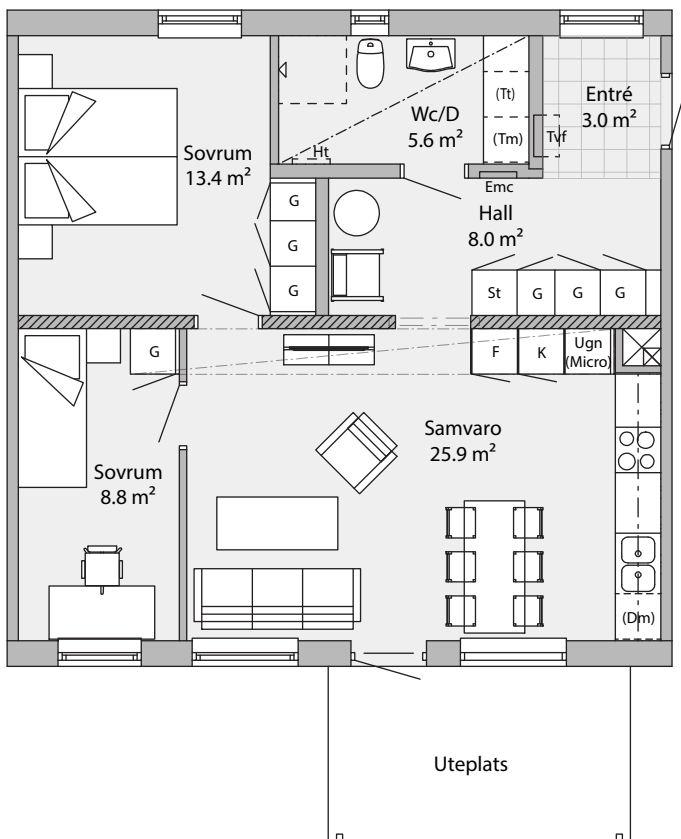 (Tt)
Entré
3.0 m²
Wc/D
5.6 m²
(Tm)
Tvf
Ht
Sovrum
13.4 m²
Emc
G
Hall
8.0 m²
G
G
St
G
G
G
G
F
K
Ugn
(Micro)
Samvaro
25.9 m²
Sovrum
8.8 m²
(Dm)
Uteplats